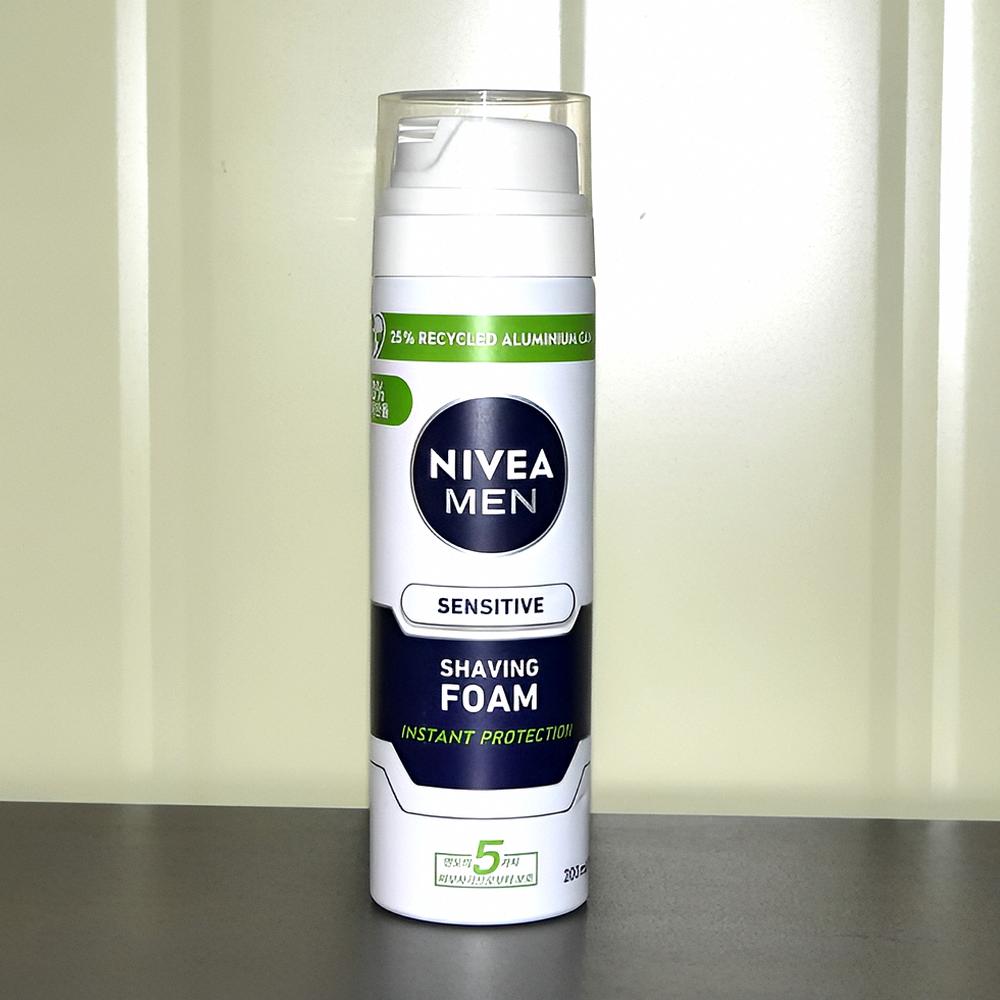 25% RECYCLED ALUMINIUM CAN
NIVEA
MEN
SENSITIVE
SHAVING
FOAM
INSTANT PROTECTION
5